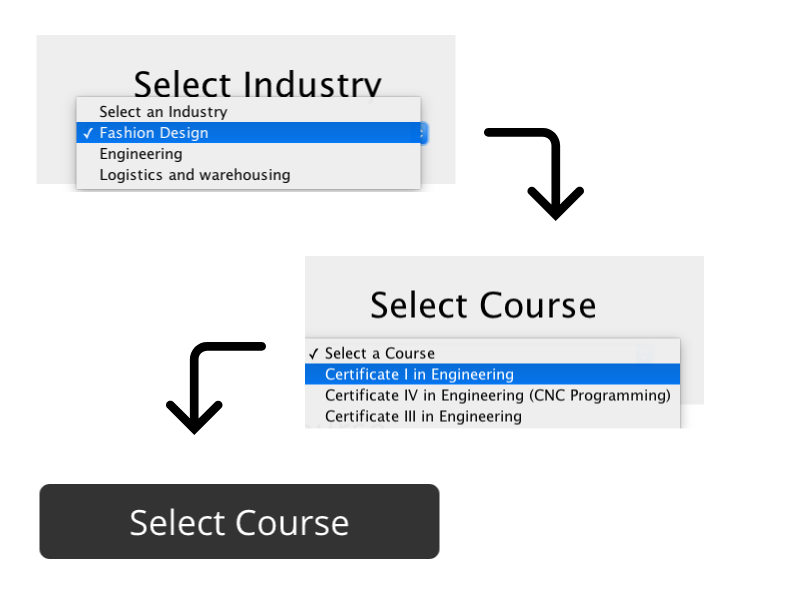 Select Industry
Select an Industry
✓ Fashion Design
Engineering
Logistics and warehousing
Select Course
✓ Select a Course
Certificate I in Engineering
Certificate IV in Engineering (CNC Programming)
Certificate III in Engineering
Select Course